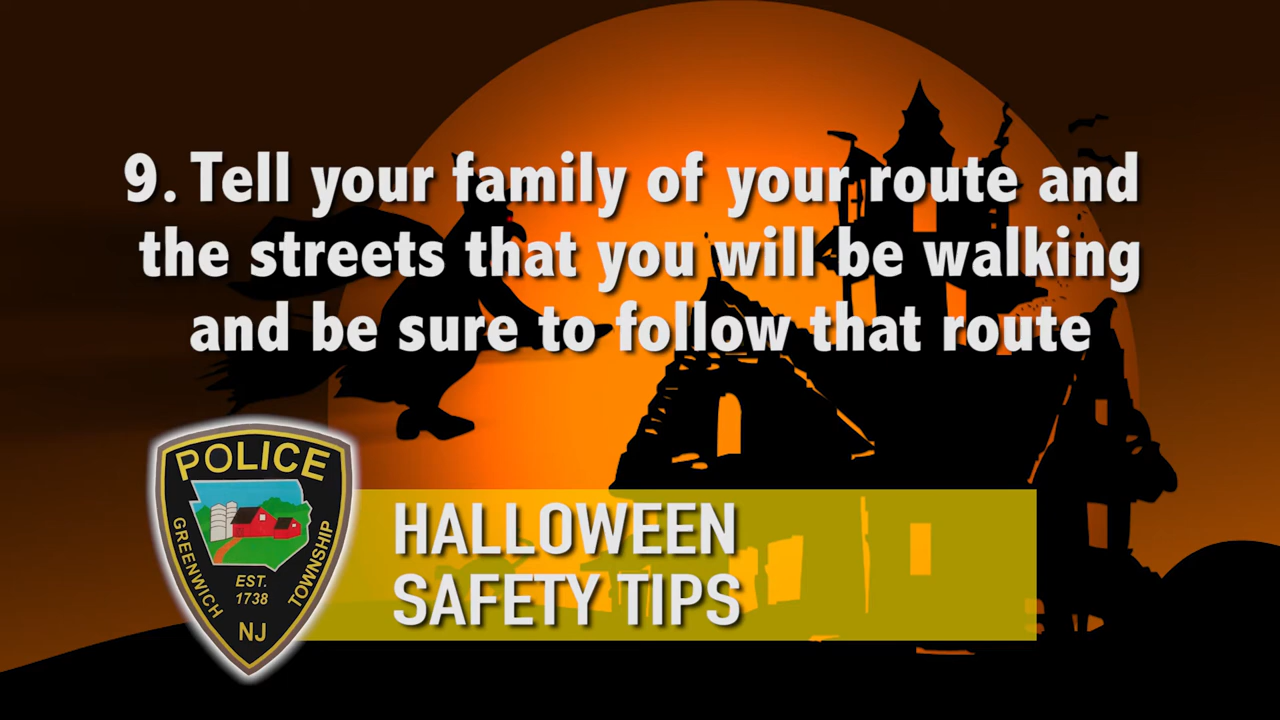 9. Tell your family of your route and
the streets that you will be walking
and be sure to follow that route
POLICE
GREENWICH
TOWNSHIP
EST.
1738
NJ
HALLOWEEN
SAFETY TIPS